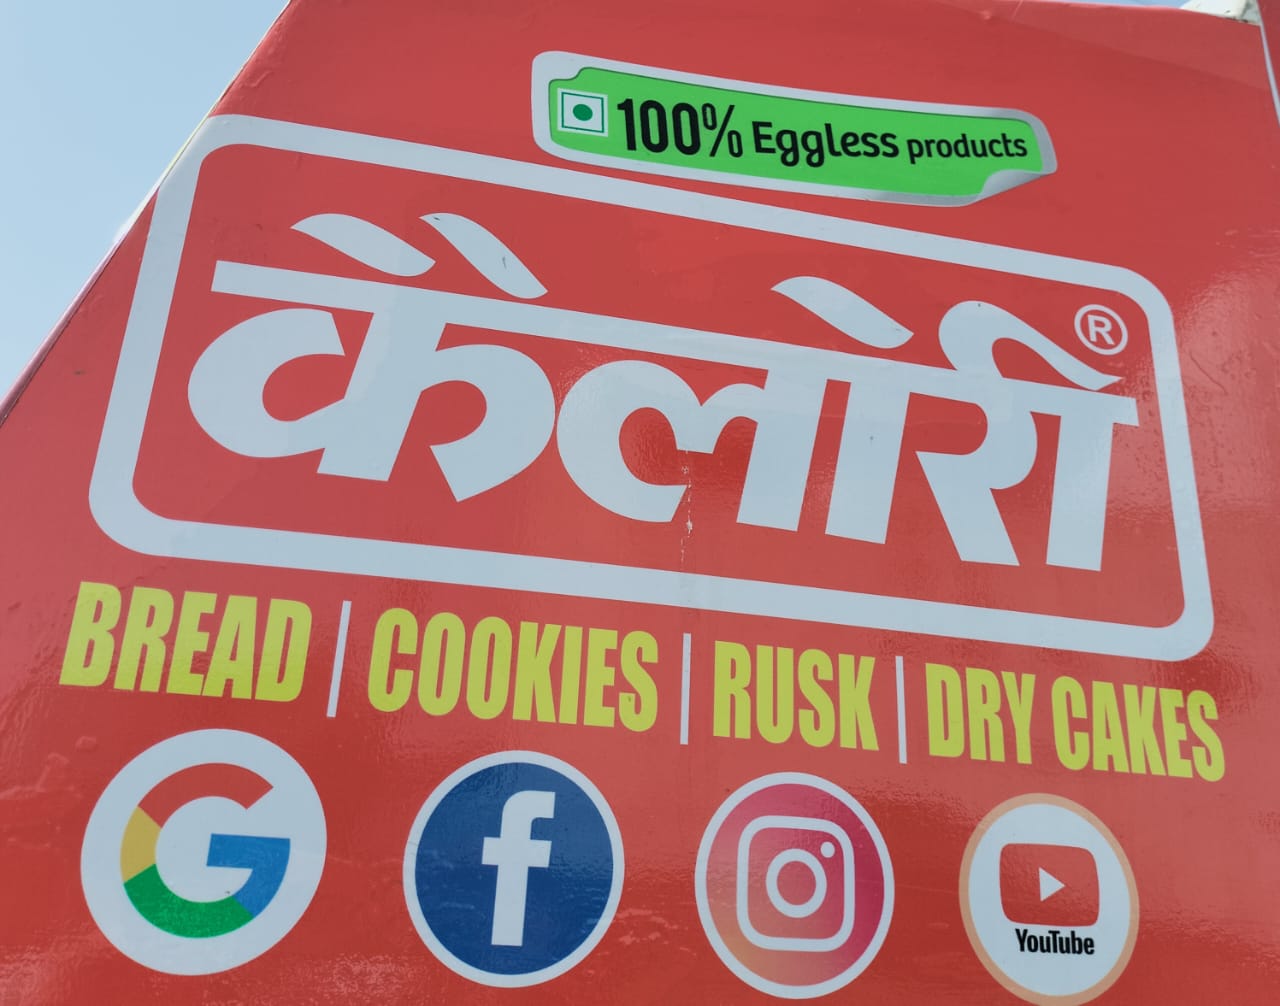 100% Eggless products
कैलोरी ®
BREAD | COOKIES | RUSK | DRY CAKES
G f
YouTube